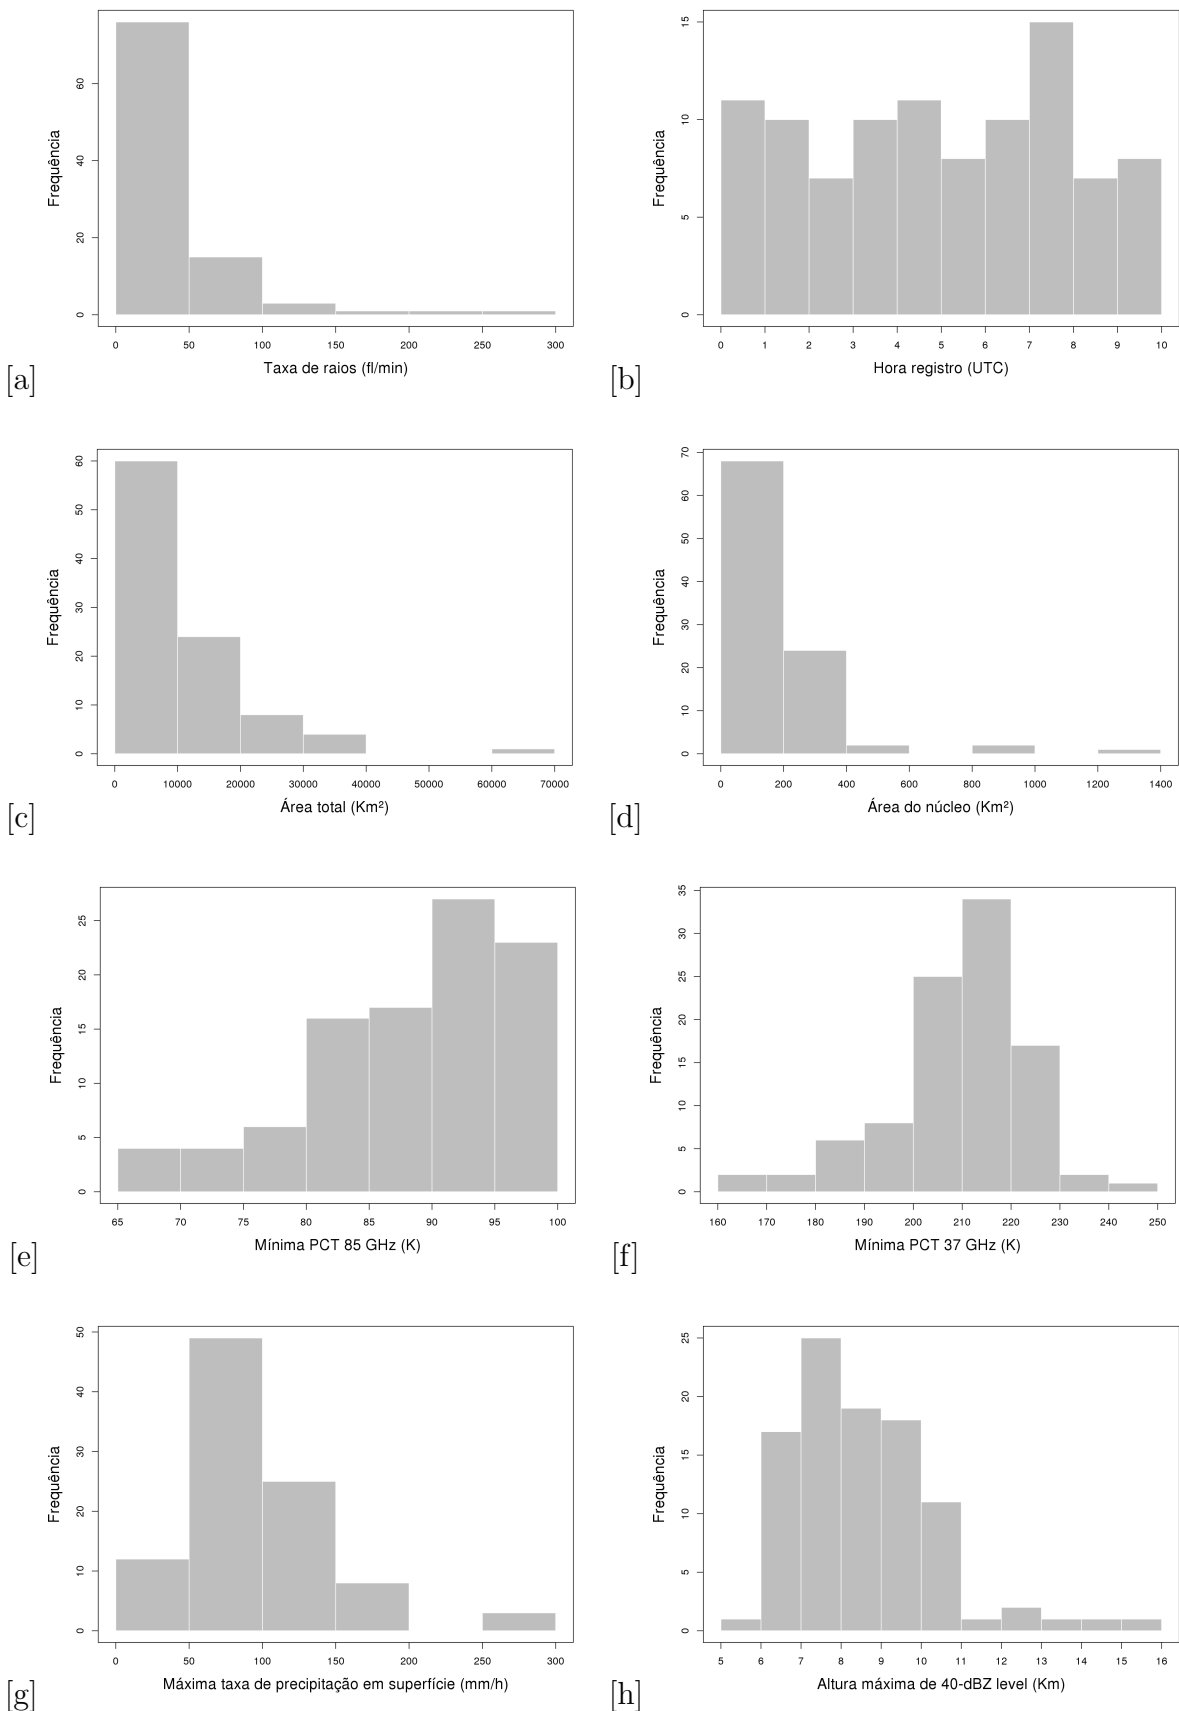 Frequência
0 20 40 60
0 50 100 150 200 250 300
Taxa de raios (fl/min)
[a]
Frequência
0 5 10 15
0 1 2 3 4 5 6 7 8 9 10
Hora registro (UTC)
[b]
Frequência
0 10 20 30 40 50 60
0 10000 20000 30000 40000 50000 60000 70000
Área total (Km²)
[c]
Frequência
0 10 20 30 40 50 60 70
0 200 400 600 800 1000 1200 1400
Área do núcleo (Km²)
[d]
Frequência
0 5 10 15 20 25
65 70 75 80 85 90 95 100
Mínima PCT 85 GHz (K)
[e]
Frequência
0 5 10 15 20 25 30 35
160 170 180 190 200 210 220 230 240 250
Mínima PCT 37 GHz (K)
[f]
Frequência
0 10 20 30 40 50
0 50 100 150 200 250 300
Máxima taxa de precipitação em superfície (mm/h)
[g]
Frequência
0 5 10 15 20 25
5 6 7 8 9 10 11 12 13 14 15 16
Altura máxima de 40-dBZ level (Km)
[h]